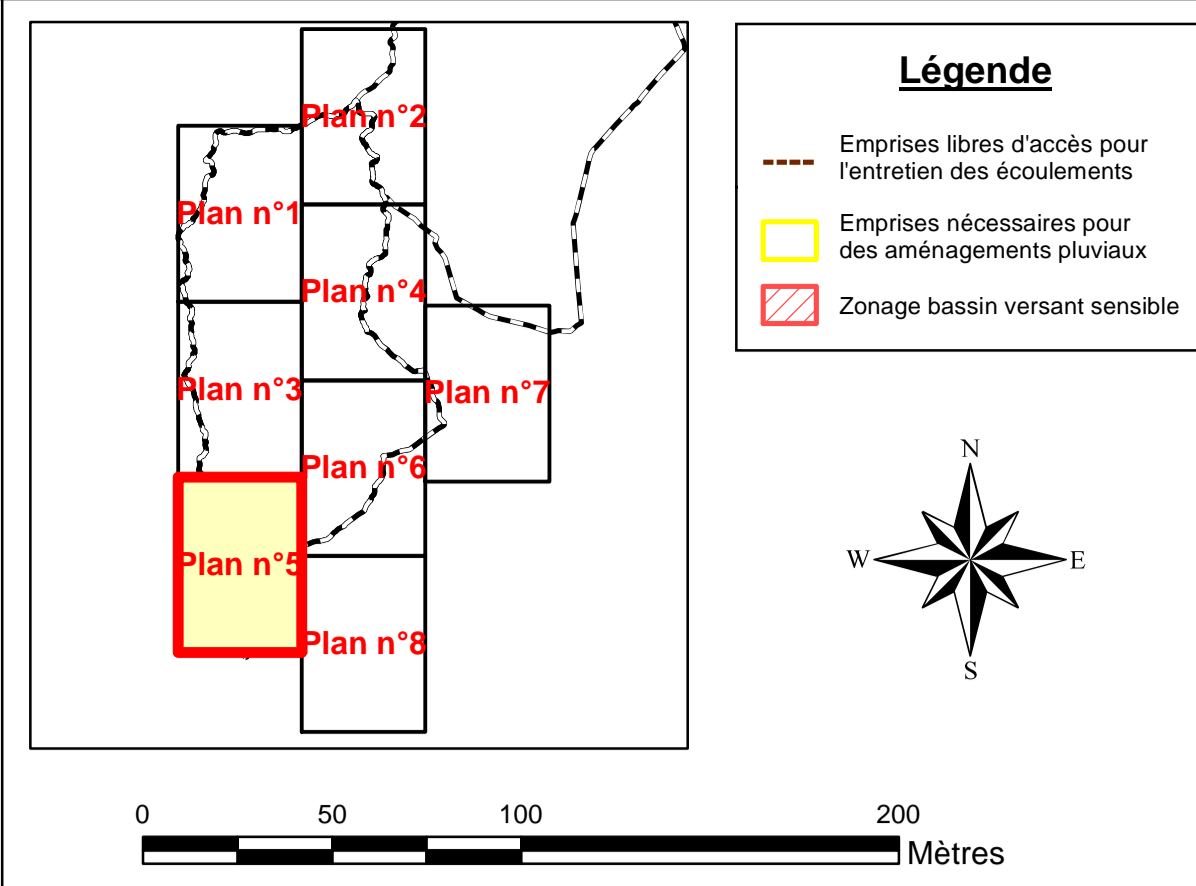 Plan n°2
Plan n°1
Plan n°4
Plan n°3
Plan n°7
Plan n°6
Plan n°5
Plan n°8
Légende
Emprises libres d'accès pour
l'entretien des écoulements
Emprises nécessaires pour
des aménagements pluviaux
Zonage bassin versant sensible
N
W
E
S
0 50 100 200
Mètres